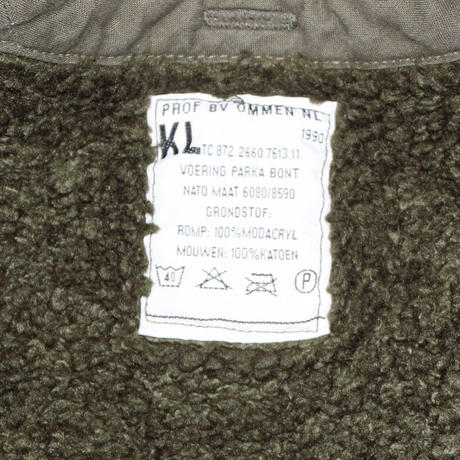 PROF BV OMMEN NL
1990
KL TC 872.2660.7613.11
VOERING PARKA BONT
NATO MAAT 6080/8590
GRONDSTOF:
ROMP: 100%MODACRYL
MOUWEN: 100%KATOEN
40 P